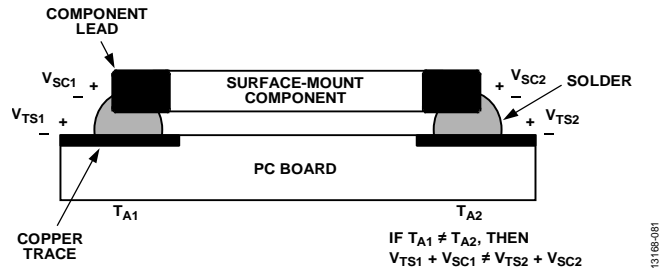 COMPONENT
LEAD
VSC1 +
–
SURFACE-MOUNT
COMPONENT
+ VSC2
–
SOLDER
VTS1 +
–
+ VTS2
–
PC BOARD
TA1
TA2
COPPER
TRACE
IF TA1 ≠ TA2, THEN
VTS1 + VSC1 ≠ VTS2 + VSC2
13168-081